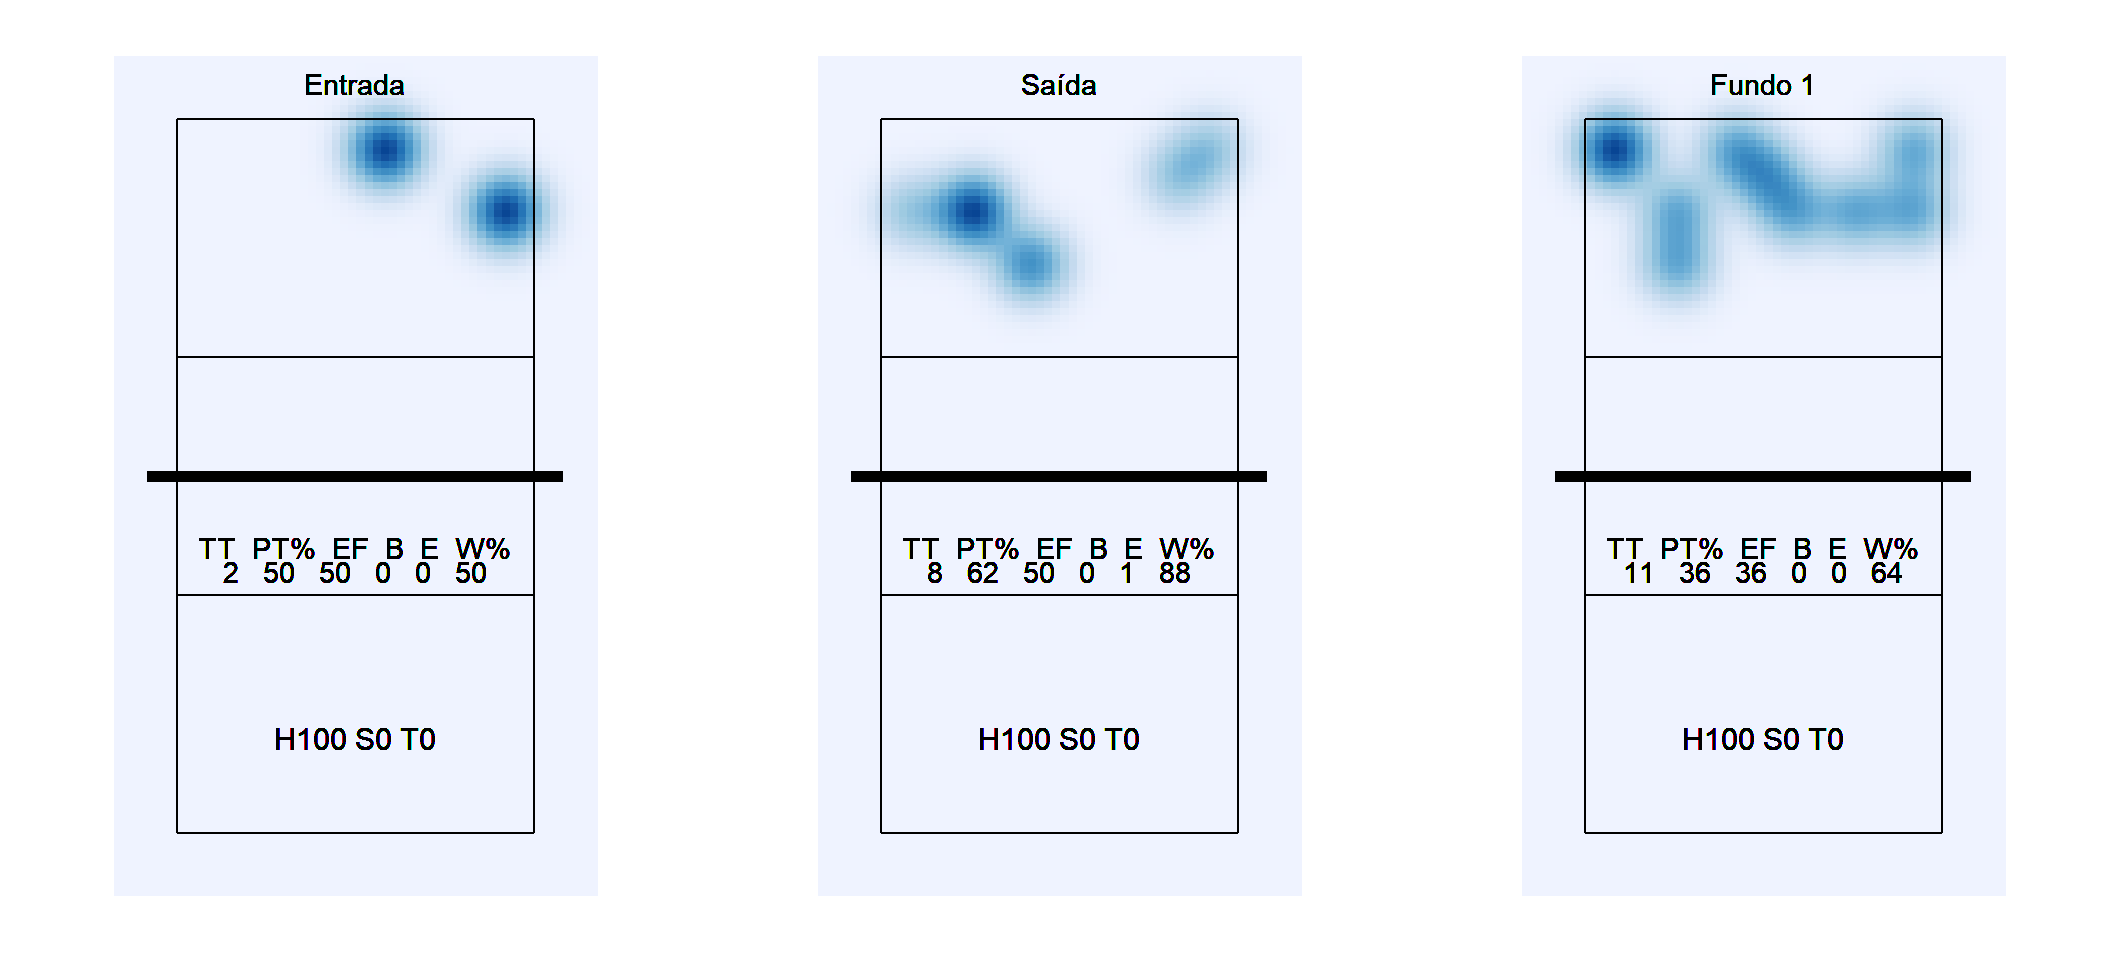 Entrada
TT PT% EF B E W%
2 50 50 0 0 50
H100 S0 T0
Saída
TT PT% EF B E W%
8 62 50 0 1 88
H100 S0 T0
Fundo 1
TT PT% EF B E W%
11 36 36 0 0 64
H100 S0 T0